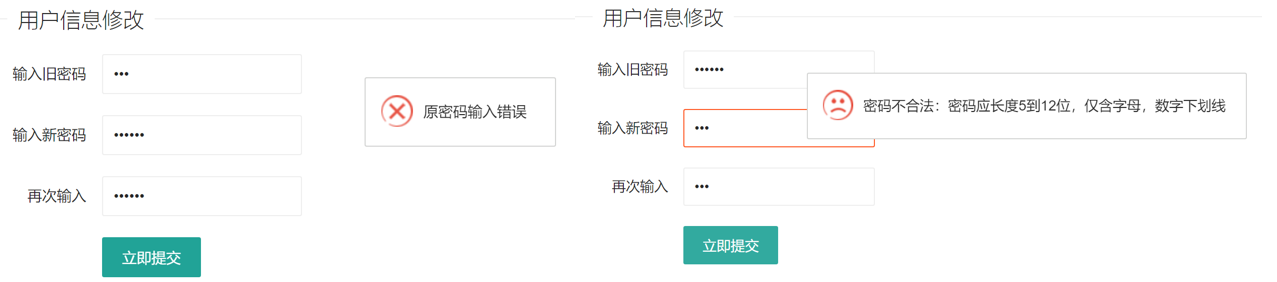 用户信息修改
输入旧密码 •••
输入新密码 ••••••
再次输入 ••••••
立即提交
原密码输入错误
用户信息修改
输入旧密码 ••••••
输入新密码 •••
再次输入 •••
立即提交
密码不合法：密码应长度5到12位，仅含字母，数字下划线